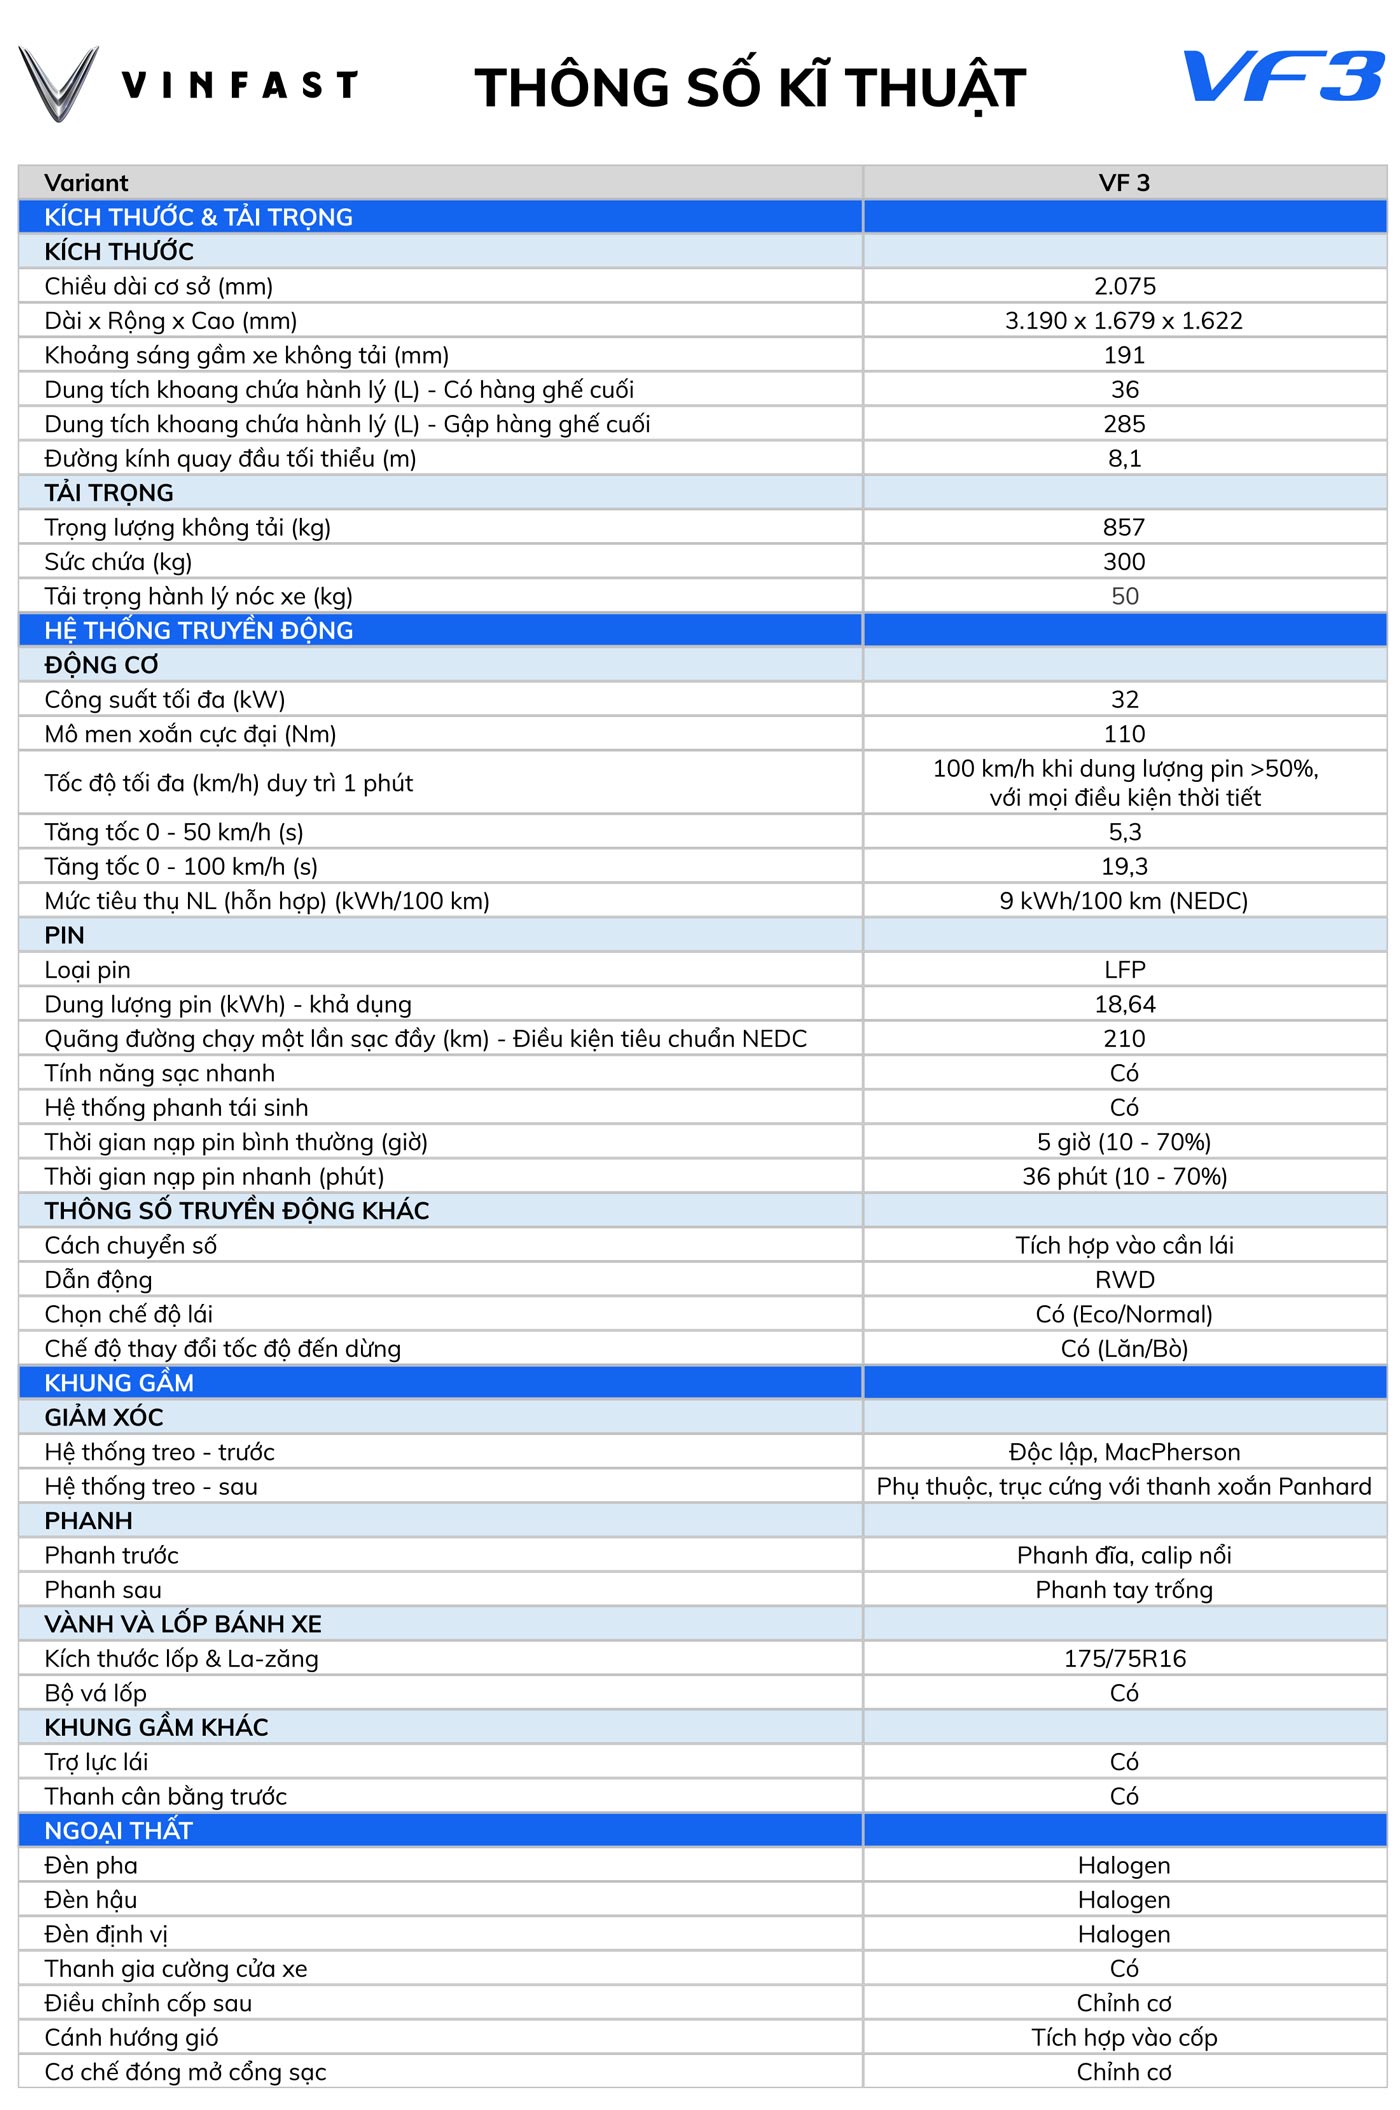 VINFAST THÔNG SỐ KĨ THUẬT VF3
Variant VF 3
KÍCH THƯỚC & TẢI TRỌNG
KÍCH THƯỚC
Chiều dài cơ sở (mm) 2.075
Dài x Rộng x Cao (mm) 3.190 x 1.679 x 1.622
Khoảng sáng gầm xe không tải (mm) 191
Dung tích khoang chứa hành lý (L) - Có hàng ghế cuối 36
Dung tích khoang chứa hành lý (L) - Gập hàng ghế cuối 285
Đường kính quay đầu tối thiểu (m) 8,1
TẢI TRỌNG
Trọng lượng không tải (kg) 857
Sức chứa (kg) 300
Tải trọng hành lý nóc xe (kg) 50
HỆ THỐNG TRUYỀN ĐỘNG
ĐỘNG CƠ
Công suất tối đa (kW) 32
Mô men xoắn cực đại (Nm) 110
Tốc độ tối đa (km/h) duy trì 1 phút 100 km/h khi dung lượng pin >50%,
với mọi điều kiện thời tiết
Tăng tốc 0 - 50 km/h (s) 5,3
Tăng tốc 0 - 100 km/h (s) 19,3
Mức tiêu thụ NL (hỗn hợp) (kWh/100 km) 9 kWh/100 km (NEDC)
PIN
Loại pin LFP
Dung lượng pin (kWh) - khả dụng 18,64
Quãng đường chạy một lần sạc đầy (km) - Điều kiện tiêu chuẩn NEDC 210
Tính năng sạc nhanh Có
Hệ thống phanh tái sinh Có
Thời gian nạp pin bình thường (giờ) 5 giờ (10 - 70%)
Thời gian nạp pin nhanh (phút) 36 phút (10 - 70%)
THÔNG SỐ TRUYỀN ĐỘNG KHÁC
Cách chuyển số Tích hợp vào cần lái
Dẫn động RWD
Chọn chế độ lái Có (Eco/Normal)
Chế độ thay đổi tốc độ đến dừng Có (Lăn/Bò)
KHUNG GẦM
GIẢM XÓC
Hệ thống treo - trước Độc lập, MacPherson
Hệ thống treo - sau Phụ thuộc, trục cứng với thanh xoắn Panhard
PHANH
Phanh trước Phanh đĩa, calip nổi
Phanh sau Phanh tay trống
VÀNH VÀ LỐP BÁNH XE
Kích thước lốp & La-zăng 175/75R16
Bộ vá lốp Có
KHUNG GẦM KHÁC
Trợ lực lái Có
Thanh cân bằng trước Có
NGOẠI THẤT
Đèn pha Halogen
Đèn hậu Halogen
Đèn định vị Halogen
Thanh gia cường cửa xe Có
Điều chỉnh cốp sau Chỉnh cơ
Cánh hướng gió Tích hợp vào cốp
Cơ chế đóng mở cổng sạc Chỉnh cơ